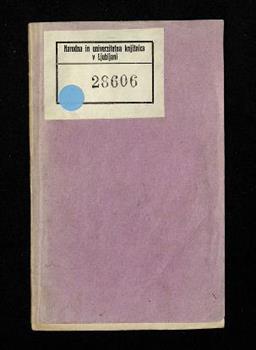 Narodna in univerzitetna knjižnica
v Ljubljani
28606